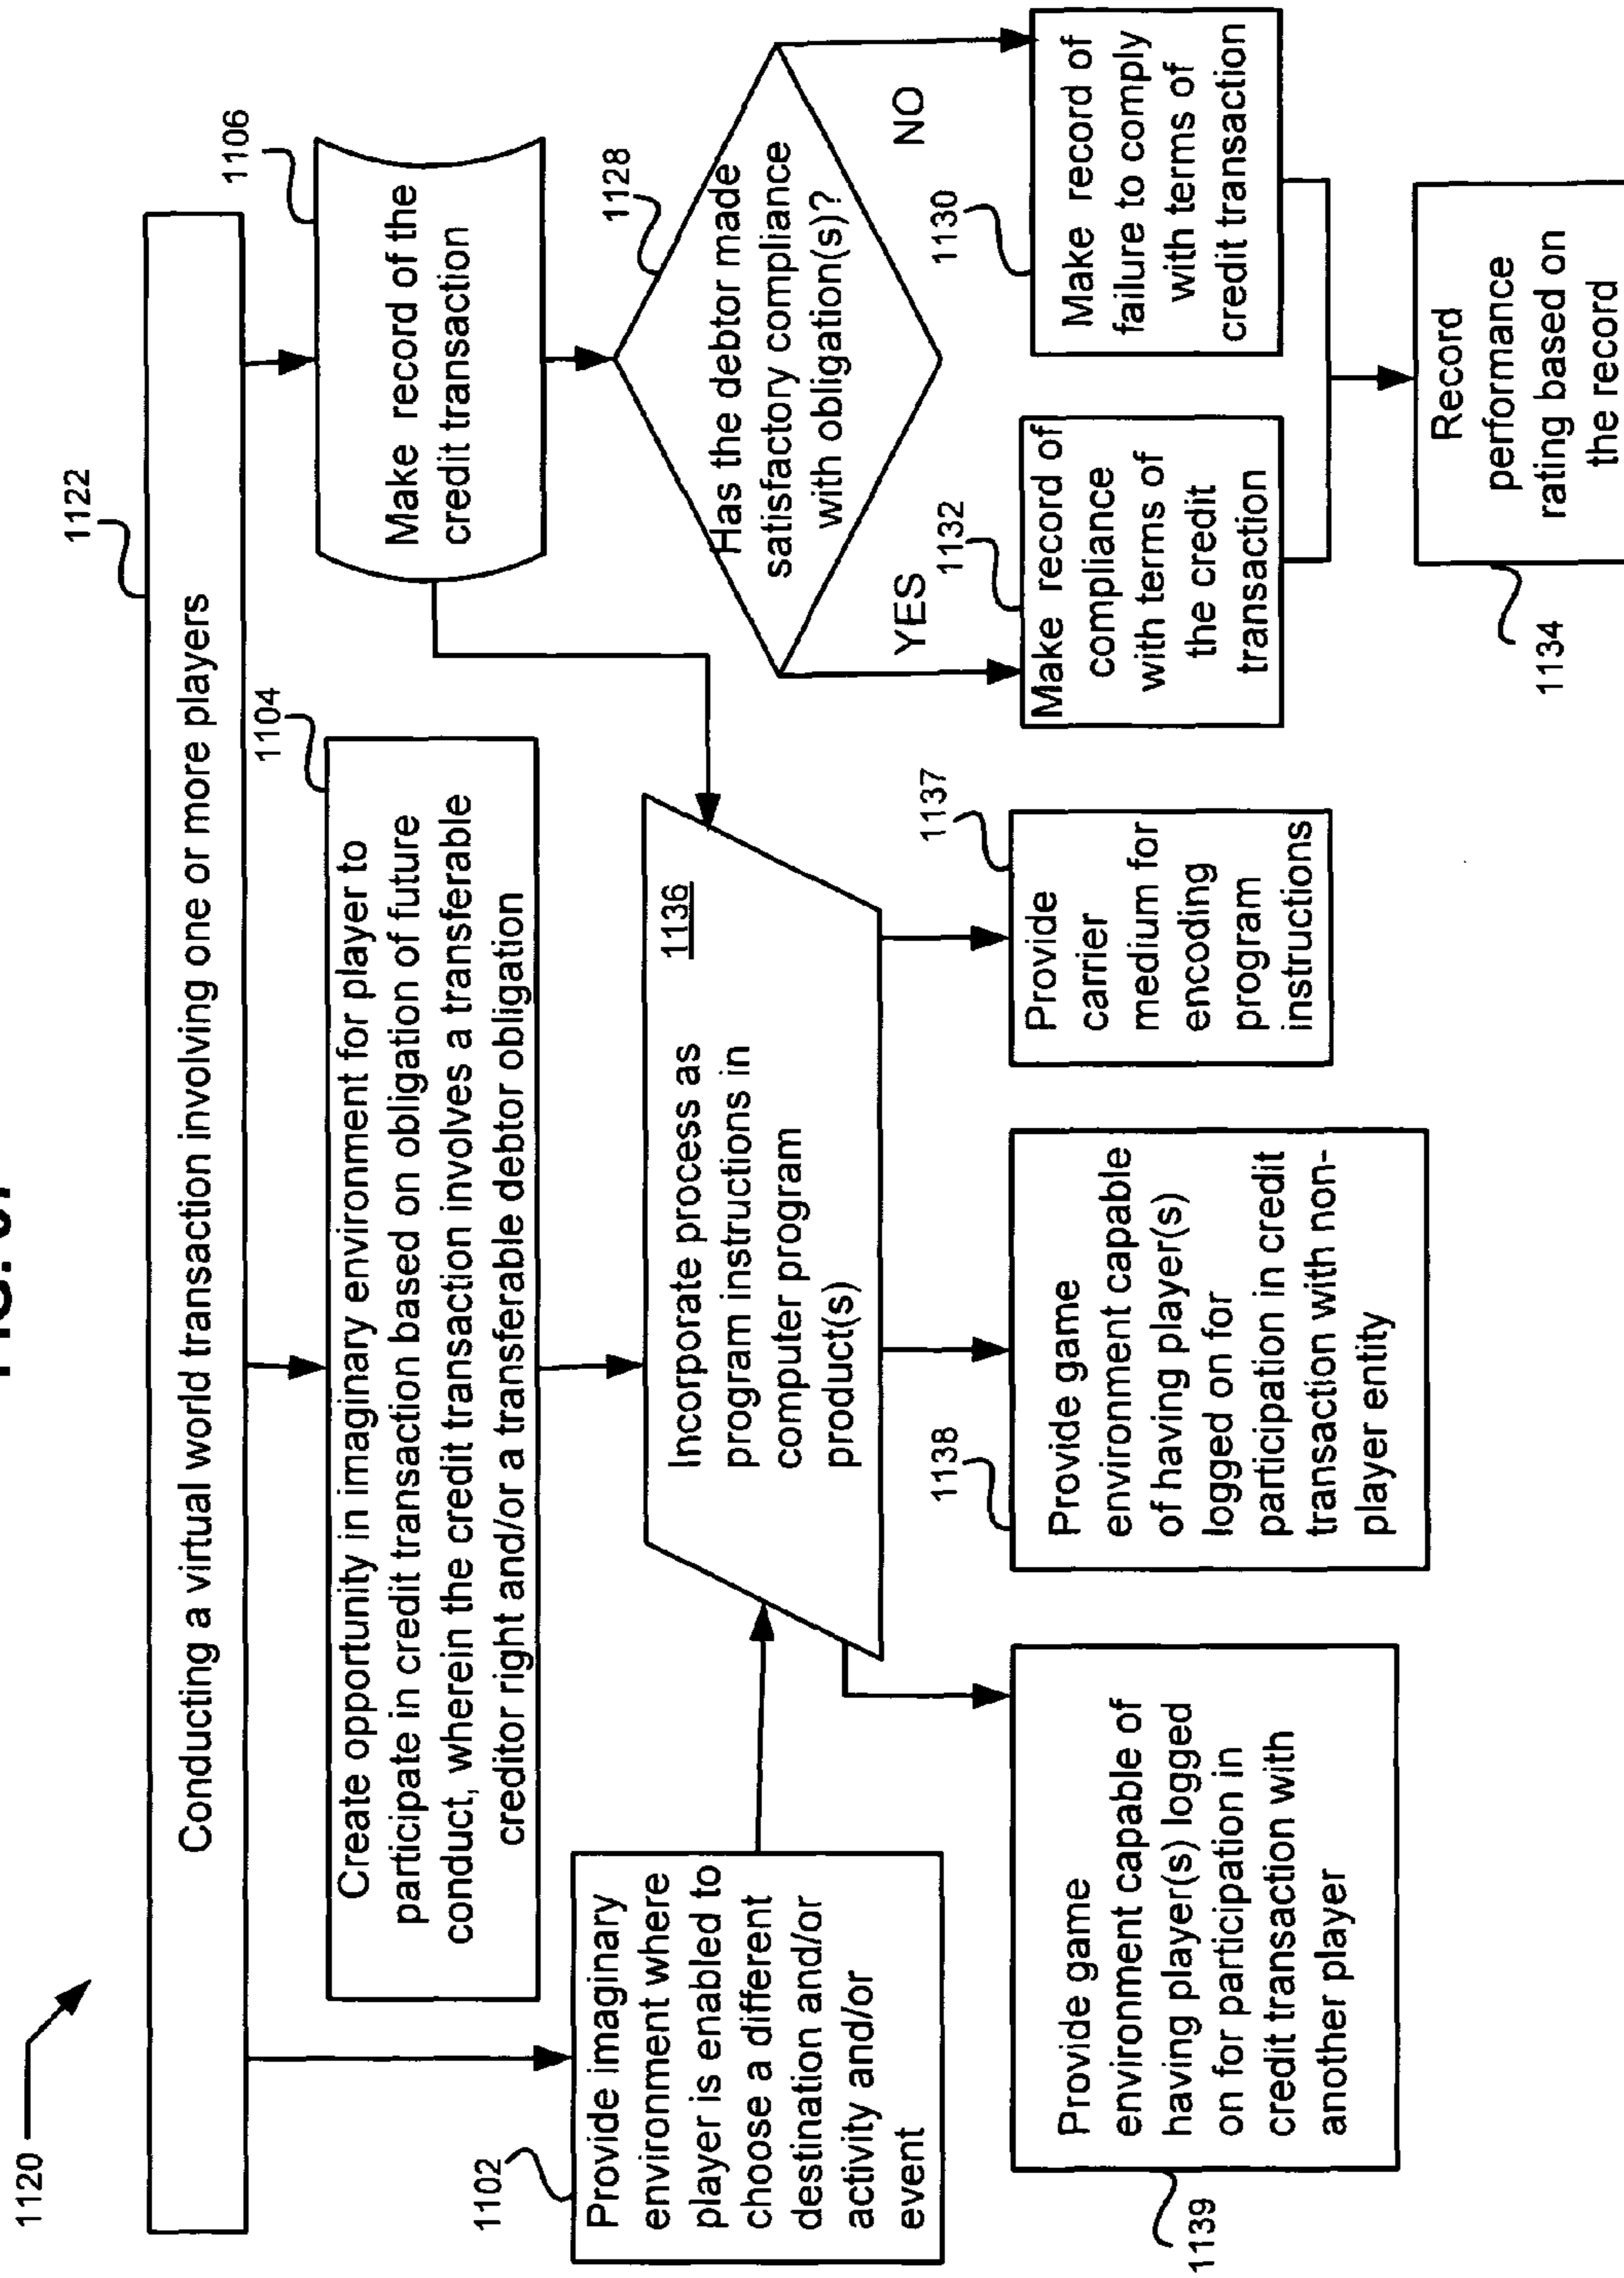 1120
1122
Conducting a virtual world transaction involving one or more players
1104
Create opportunity in imaginary environment for player to
participate in credit transaction based on obligation of future
conduct, wherein the credit transaction involves a transferable
creditor right and/or a transferable debtor obligation
1106
Make record of the
credit transaction
1102
Provide imaginary
environment where
player is enabled to
choose a different
destination and/or
activity and/or
event
1136
Incorporate process as
program instructions in
computer program
product(s)
1128
Has the debtor made
satisfactory compliance
with obligation(s)?
YES
NO
1139
Provide game
environment capable of
having player(s) logged
on for participation in
credit transaction with
another player
1138
Provide game
environment capable
of having player(s)
logged on for
participation in credit
transaction with non-
player entity
1137
Provide
carrier
medium for
encoding
program
instructions
1132
Make record of
compliance
with terms of
the credit
transaction
1130
Make record of
failure to comply
with terms of
credit transaction
1134
Record
performance
rating based on
the record